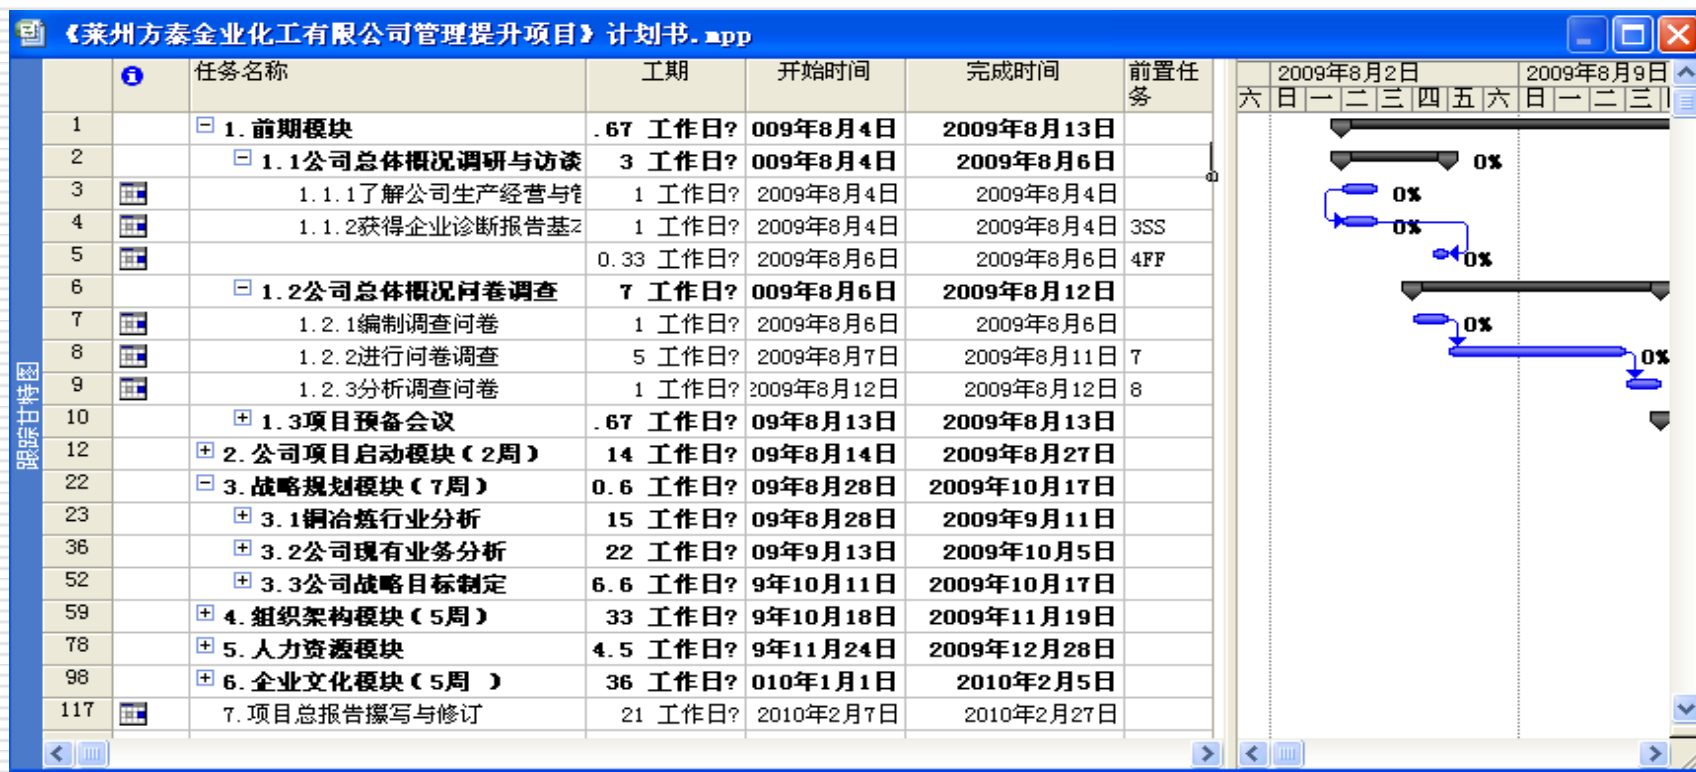 《莱州方泰金业化工有限公司管理提升项目》计划书.mpp
任务名称 工期 开始时间 完成时间 前置任务 2009年8月2日 2009年8月9日
六 日 一 二 三 四 五 六 日 一 二 三
1 1.前期模块 .67 工作日? 009年8月4日 2009年8月13日
2 1.1公司总体概况调研与访谈 3 工作日? 009年8月4日 2009年8月6日 0%
3 1.1.1了解公司生产经营与管 1 工作日? 2009年8月4日 2009年8月4日 0%
4 1.1.2获得企业诊断报告基本 1 工作日? 2009年8月4日 2009年8月4日 3SS 0%
5 0.33 工作日? 2009年8月6日 2009年8月6日 4FF 0%
6 1.2公司总体概况问卷调查 7 工作日? 009年8月6日 2009年8月12日
7 1.2.1编制调查问卷 1 工作日? 2009年8月6日 2009年8月6日 0%
8 1.2.2进行问卷调查 5 工作日? 2009年8月7日 2009年8月11日 7 0%
9 1.2.3分析调查问卷 1 工作日? 2009年8月12日 2009年8月12日 8
10 1.3项目预备会议 .67 工作日? 09年8月13日 2009年8月13日
12 2.公司项目启动模块（2周） 14 工作日? 09年8月14日 2009年8月27日
22 3.战略规划模块（7周） 0.6 工作日? 09年8月28日 2009年10月17日
23 3.1铜冶炼行业分析 15 工作日? 09年8月28日 2009年9月11日
36 3.2公司现有业务分析 22 工作日? 09年9月13日 2009年10月5日
52 3.3公司战略目标制定 6.6 工作日? 9年10月11日 2009年10月17日
59 4.组织架构模块（5周） 33 工作日? 9年10月18日 2009年11月19日
78 5.人力资源模块 4.5 工作日? 9年11月24日 2009年12月28日
98 6.企业文化模块（5周 ） 36 工作日? 010年1月1日 2010年2月5日
117 7.项目总报告撰写与修订 21 工作日? 2010年2月7日 2010年2月27日
跟踪甘特图